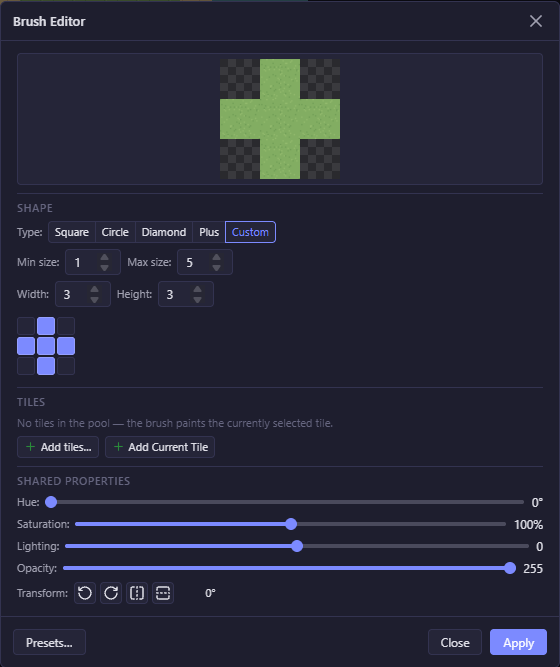 Brush Editor
SHAPE
Type: Square Circle Diamond Plus Custom
Min size: 1 Max size: 5
Width: 3 Height: 3
TILES
No tiles in the pool — the brush paints the currently selected tile.
+ Add tiles... + Add Current Tile
SHARED PROPERTIES
Hue: 0°
Saturation: 100%
Lighting: 0
Opacity: 255
Transform: 0°
Presets... Close Apply